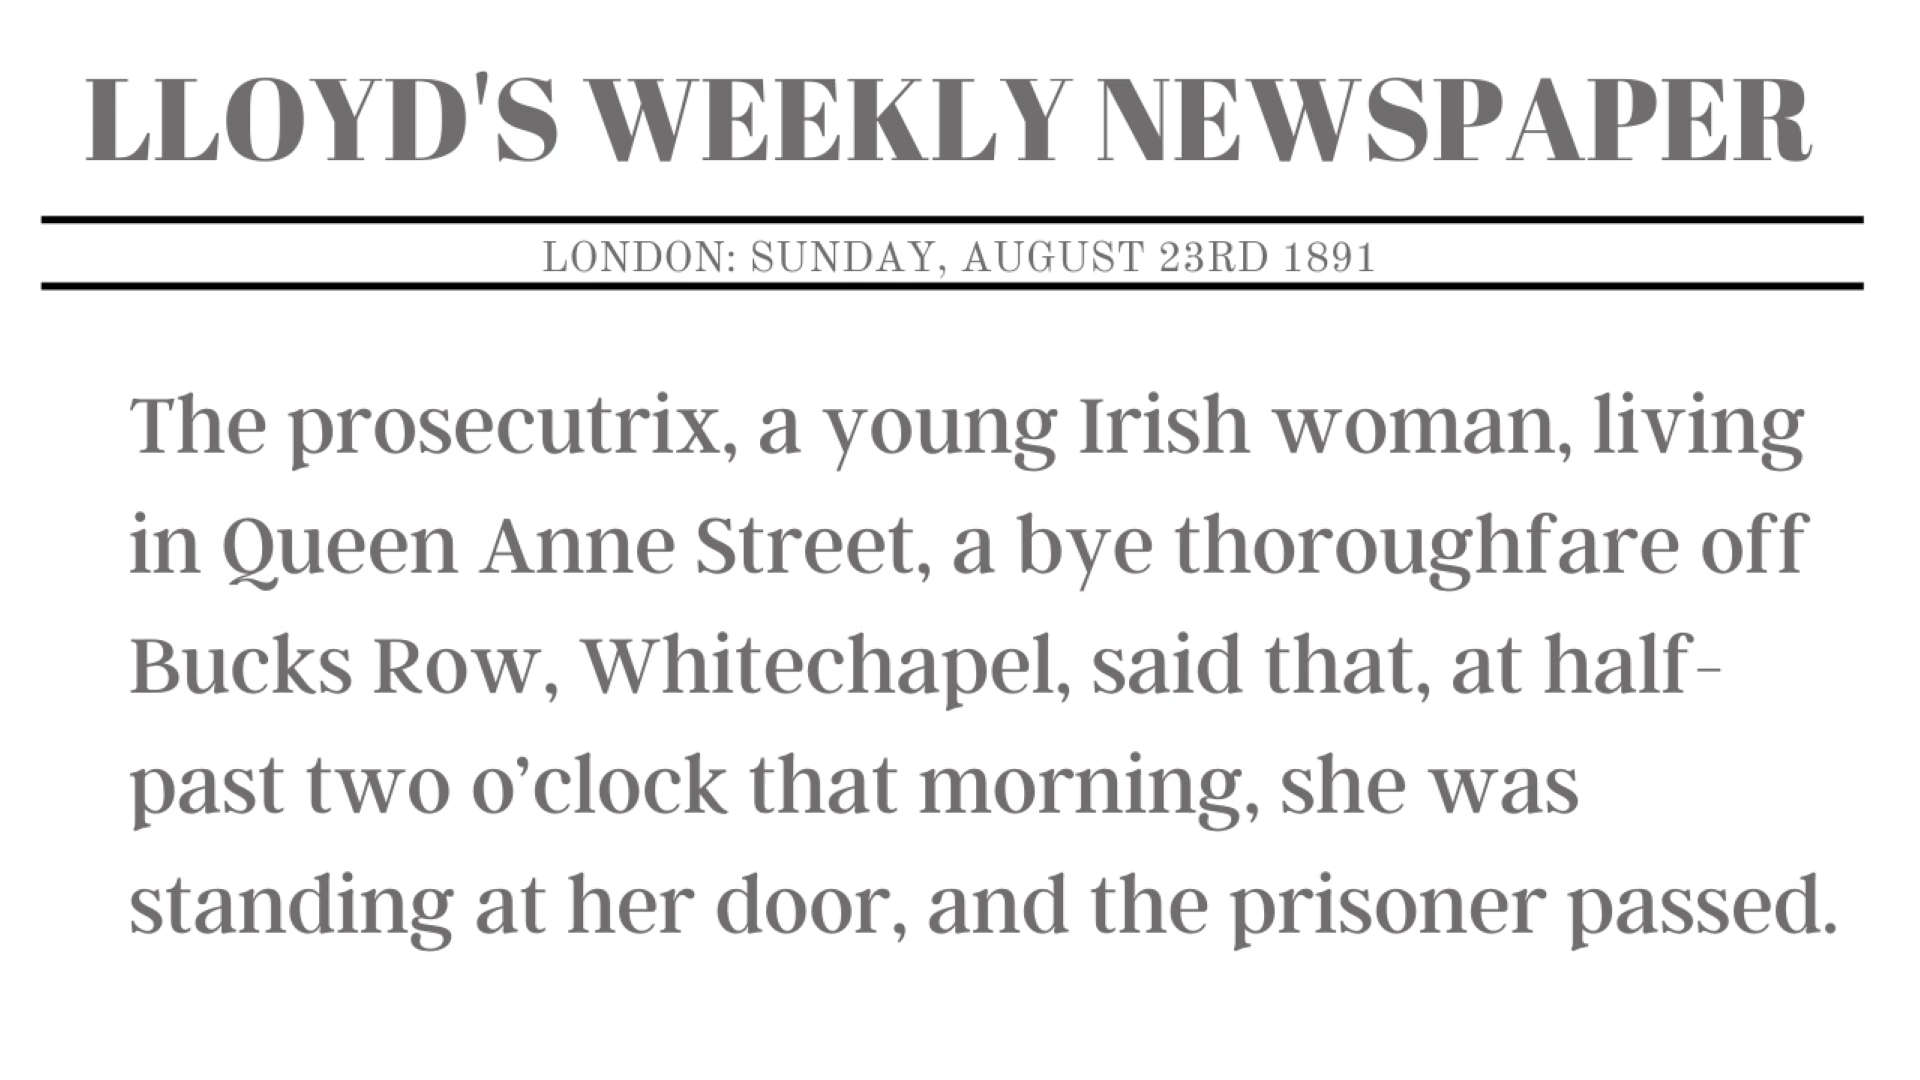 LLOYD'S WEEKLY NEWSPAPER
LONDON: SUNDAY, AUGUST 23RD 1891
The prosecutrix, a young Irish woman, living
in Queen Anne Street, a bye thoroughfare off
Bucks Row, Whitechapel, said that, at half-
past two o’clock that morning, she was
standing at her door, and the prisoner passed.